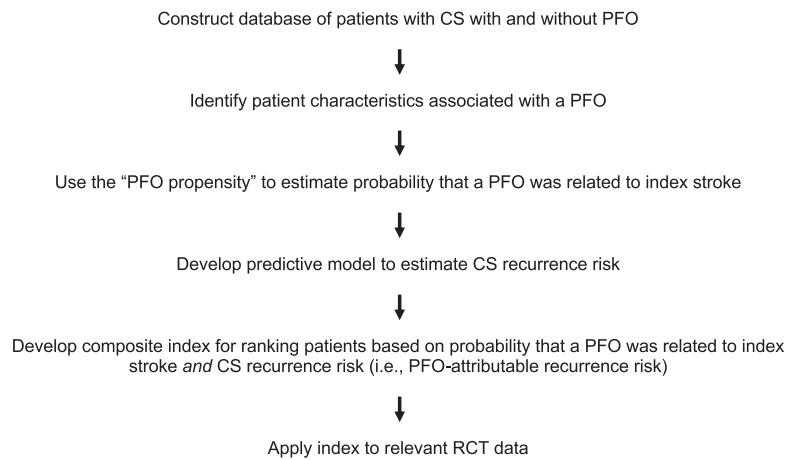 Construct database of patients with CS with and without PFO
Identify patient characteristics associated with a PFO
Use the “PFO propensity” to estimate probability that a PFO was related to index stroke
Develop predictive model to estimate CS recurrence risk
Develop composite index for ranking patients based on probability that a PFO was related to index
stroke and CS recurrence risk (i.e., PFO-attributable recurrence risk)
Apply index to relevant RCT data